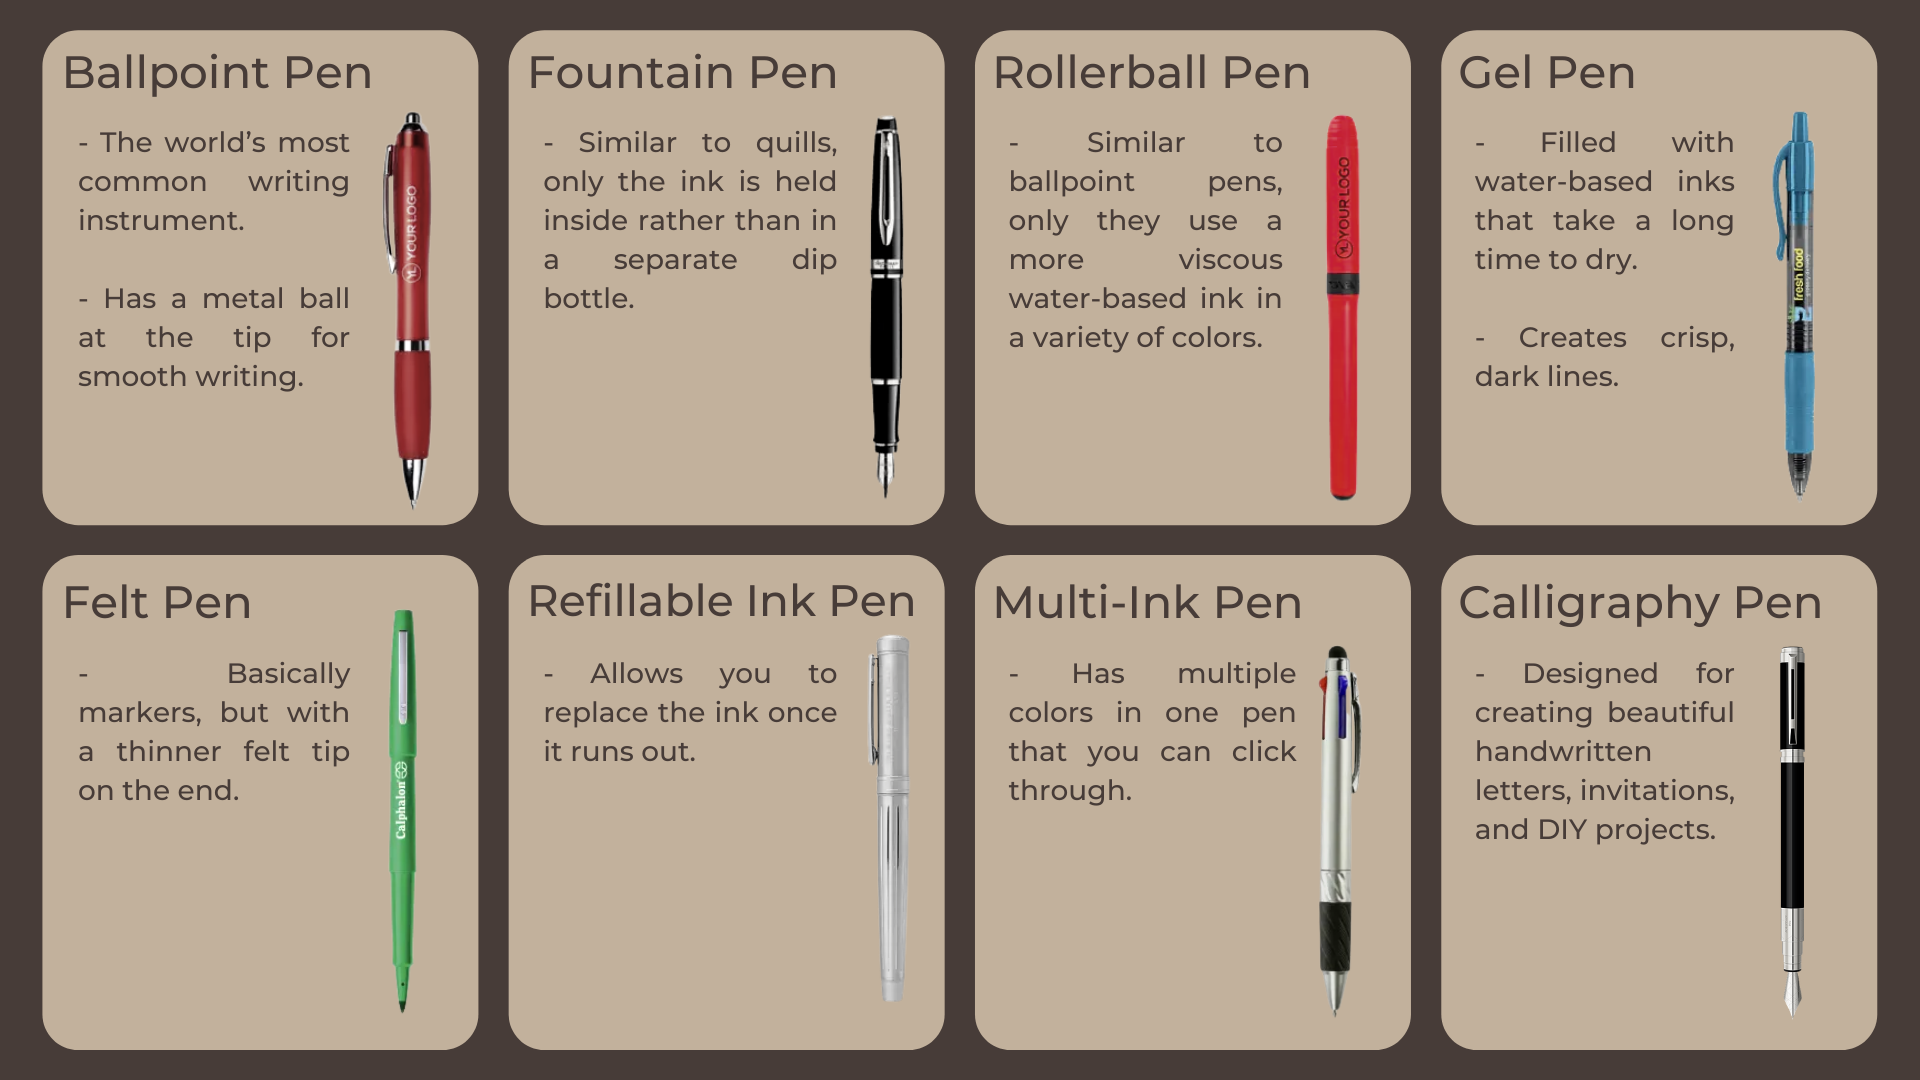 Ballpoint Pen
- The world’s most
common writing
instrument.
- Has a metal ball
at the tip for
smooth writing.
YL YOUR LOGO
Fountain Pen
- Similar to quills,
only the ink is held
inside rather than in
a separate dip
bottle.
Rollerball Pen
- Similar to
ballpoint pens,
only they use a
more viscous
water-based ink in
a variety of colors.
YL YOUR LOGO
Gel Pen
- Filled with
water-based inks
that take a long
time to dry.
- Creates crisp,
dark lines.
fresh food
Felt Pen
- Basically
markers, but with
a thinner felt tip
on the end.
Calphalon
Refillable Ink Pen
- Allows you to
replace the ink once
it runs out.
Multi-Ink Pen
- Has multiple
colors in one pen
that you can click
through.
Calligraphy Pen
- Designed for
creating beautiful
handwritten
letters, invitations,
and DIY projects.